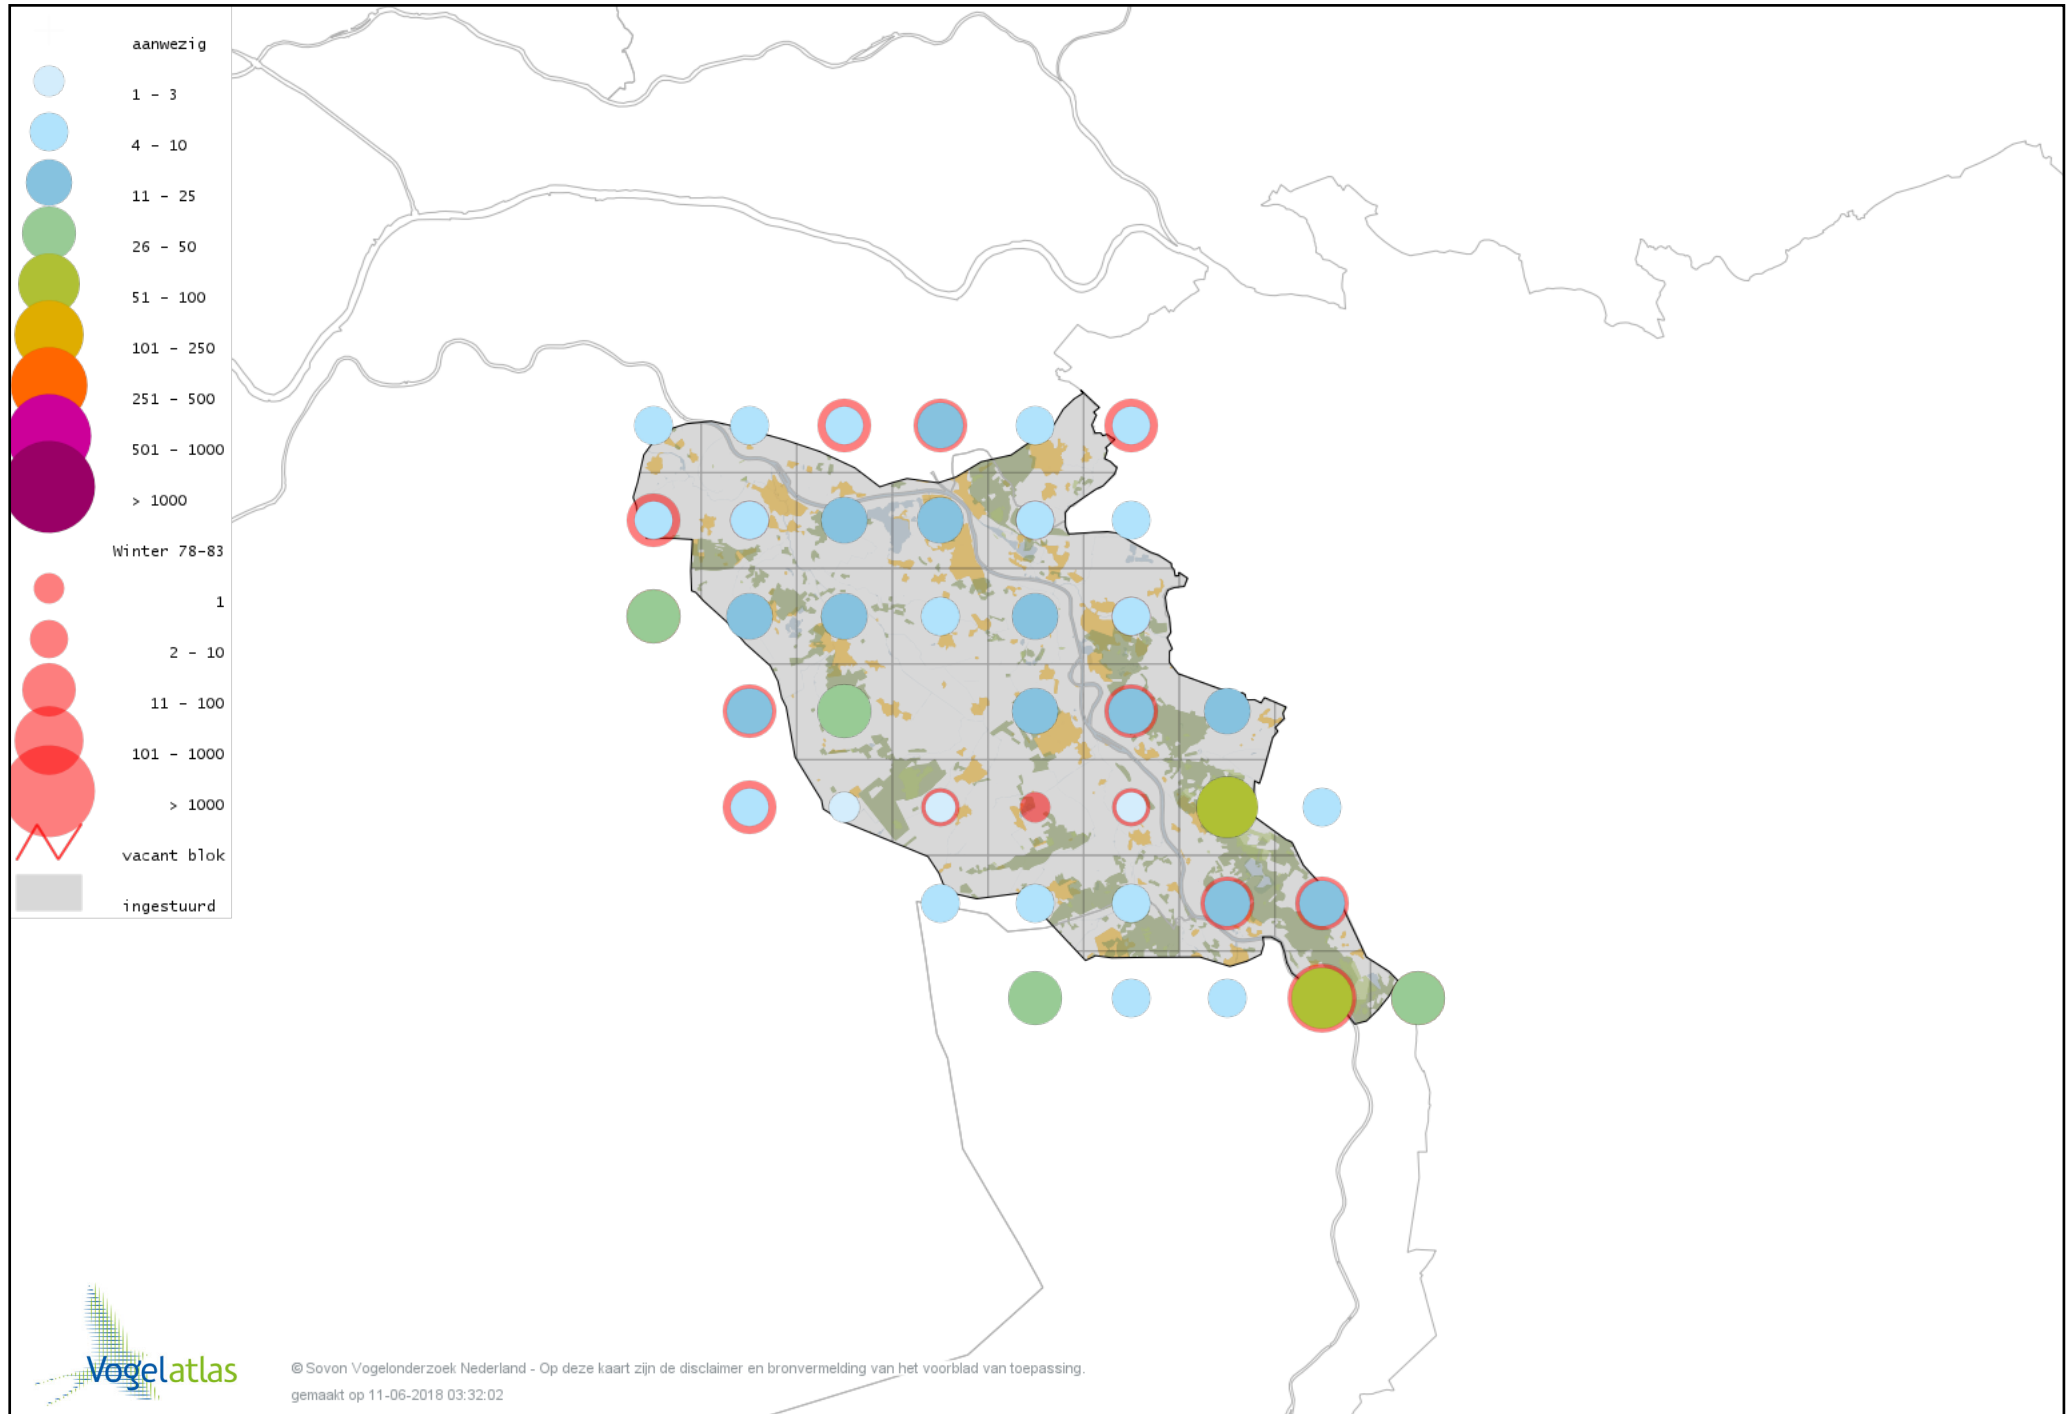 aanwezig
1 - 3
4 - 10
11 - 25
26 - 50
51 - 100
101 - 250
251 - 500
501 - 1000
> 1000
Winter 78-83
1
2 - 10
11 - 100
101 - 1000
> 1000
vacant blok
ingestuurd
Vogelatlas
© Sovon Vogelonderzoek Nederland - Op deze kaart zijn de disclaimer en bronvermelding van het voorblad van toepassing.
gemaakt op 11-06-2018 03:32:02